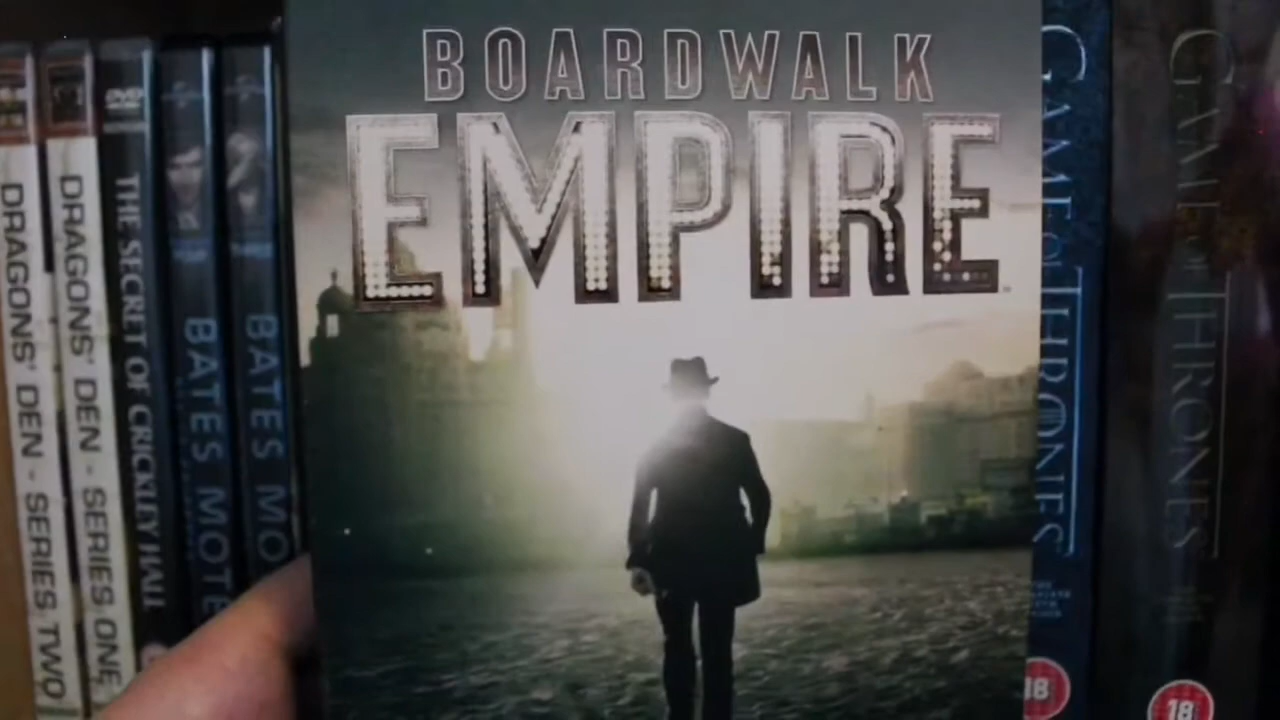 DRAGONS' DEN - SERIES TWO
DRAGONS' DEN - SERIES ONE
DVD
THE SECRET OF CRICKLEY HALL
BATES MOTE
BATES MO
BOARDWALK
EMPIRE
GAME OF THRONES
18
GAME OF THRONES
18